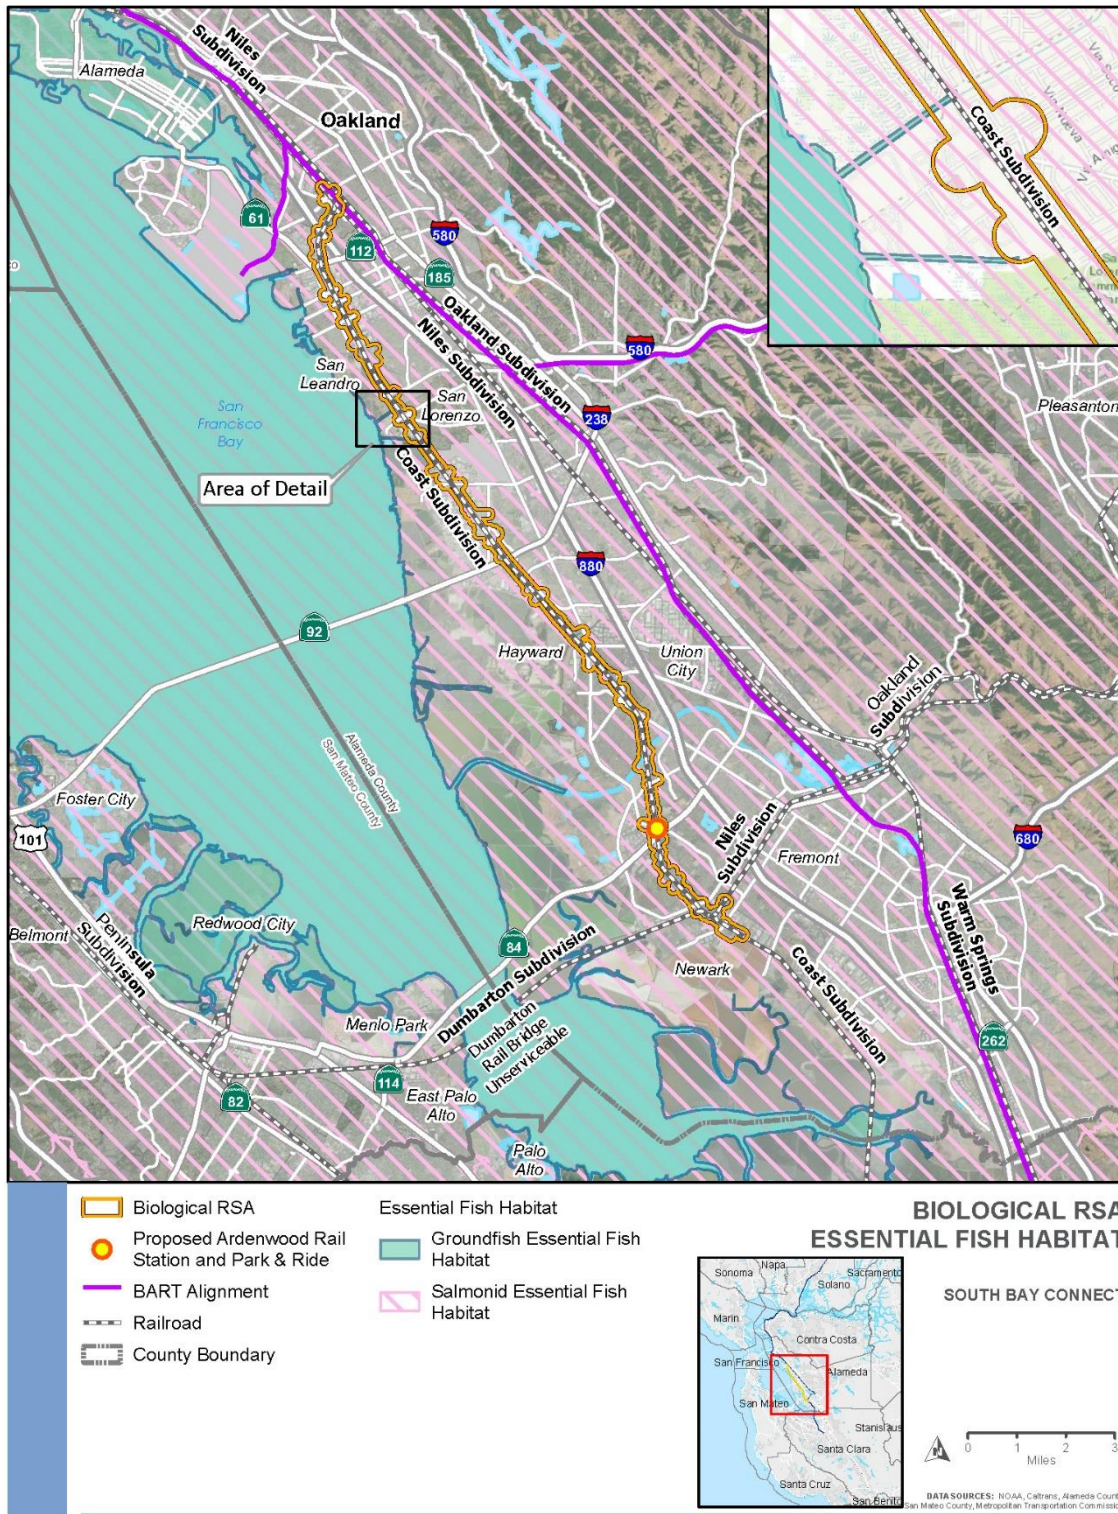 Alameda
Niles
Subdivision
Oakland
61
112
580
185
Oakland Subdivision
Niles Subdivision
580
238
San
Leandro
San
Lorenzo
San
Francisco
Bay
Area of Detail
Coast Subdivision
Pleasanton
Coast Subdivision
Via Nueva
880
92
Hayward
Union
City
Oakland
Subdivision
Alameda County
San Mateo County
Foster City
101
Belmont
Peninsula
Subdivision
Redwood City
Niles
Subdivision
Fremont
680
Warm Springs
Subdivision
84
Dumbarton Subdivision
Newark
Coast Subdivision
Menlo Park
Dumbarton
Rail Bridge
Unserviceable
262
114
82
East Palo
Alto
Palo
Alto
Biological RSA
Proposed Ardenwood Rail
Station and Park & Ride
BART Alignment
Railroad
County Boundary
Essential Fish Habitat
Groundfish Essential Fish
Habitat
Salmonid Essential Fish
Habitat
BIOLOGICAL RSA
ESSENTIAL FISH HABITAT
SOUTH BAY CONNECT
Sonoma
Napa
Solano
Sacramento
Marin
Contra Costa
San Francisco
Alameda
San Mateo
Stanislaus
Santa Clara
Santa Cruz
San Benito
N
0 1 2 3
Miles
DATA SOURCES: NOAA, Caltrans, Alameda County
San Mateo County, Metropolitan Transportation Commission